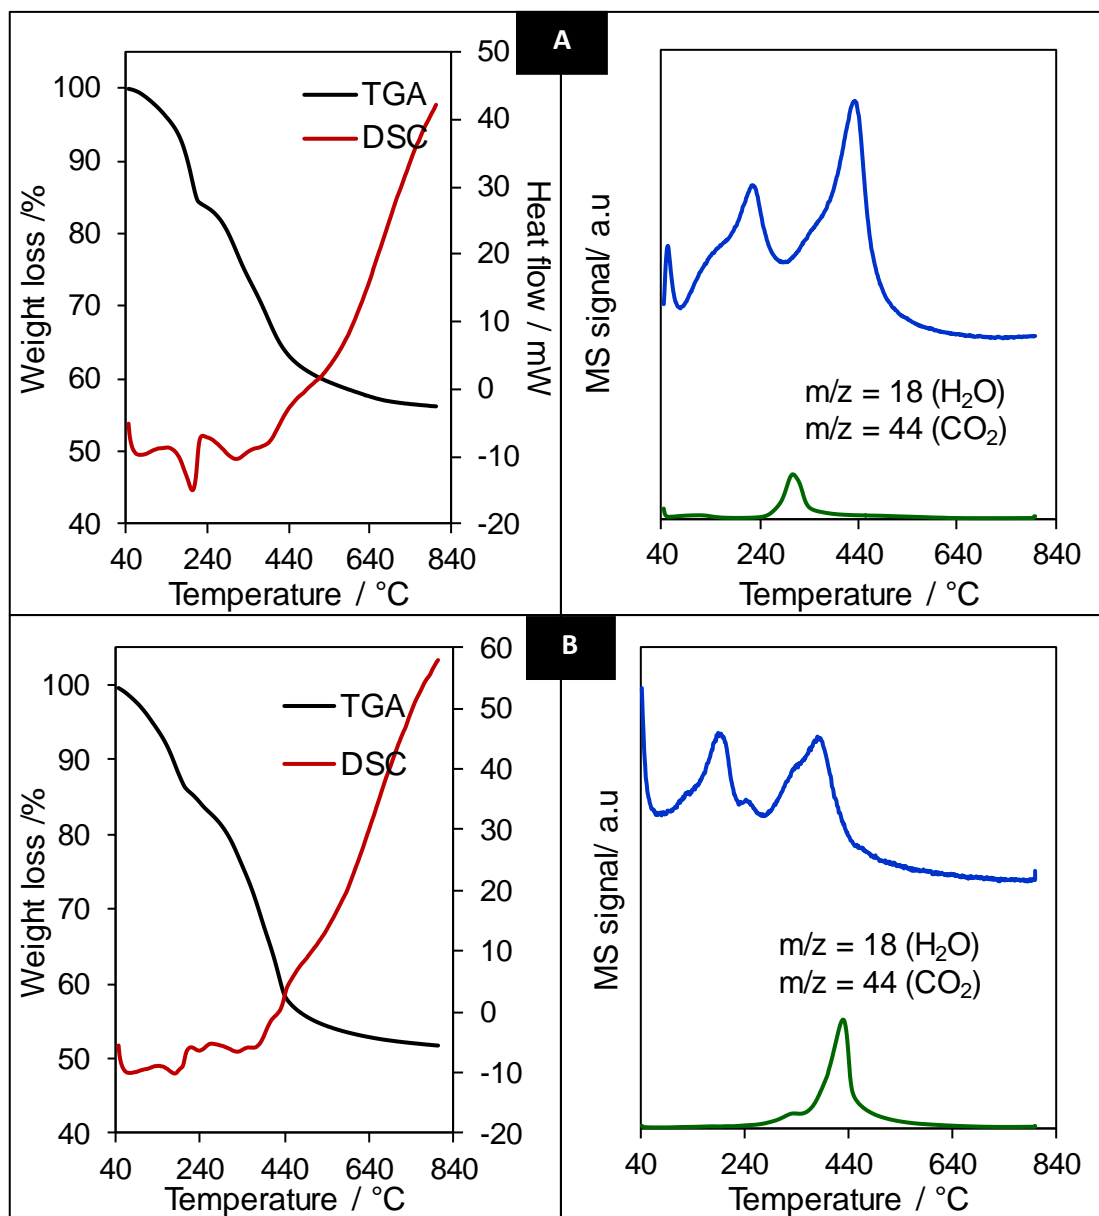 A
50
40
30
20
10
0
-10
-20
Heat flow / mW
100
90
80
70
60
50
40
Weight loss /%
TGA
DSC
40 240 440 640 840
Temperature / °C
MS signal/ a.u
m/z = 18 (H₂O)
m/z = 44 (CO₂)
40 240 440 640 840
Temperature / °C
B
60
50
40
30
20
10
0
-10
-20
100
90
80
70
60
50
40
Weight loss /%
TGA
DSC
40 240 440 640 840
Temperature / °C
MS signal/ a.u
m/z = 18 (H₂O)
m/z = 44 (CO₂)
40 240 440 640 840
Temperature / °C